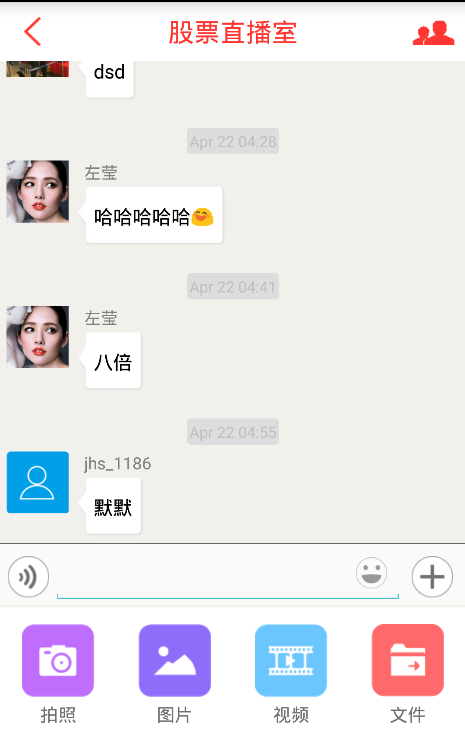 股票直播室
dsd
Apr 22 04:28
左莹
哈哈哈哈哈😄
Apr 22 04:41
左莹
八倍
Apr 22 04:55
jhs_1186
默默
拍照 图片 视频 文件